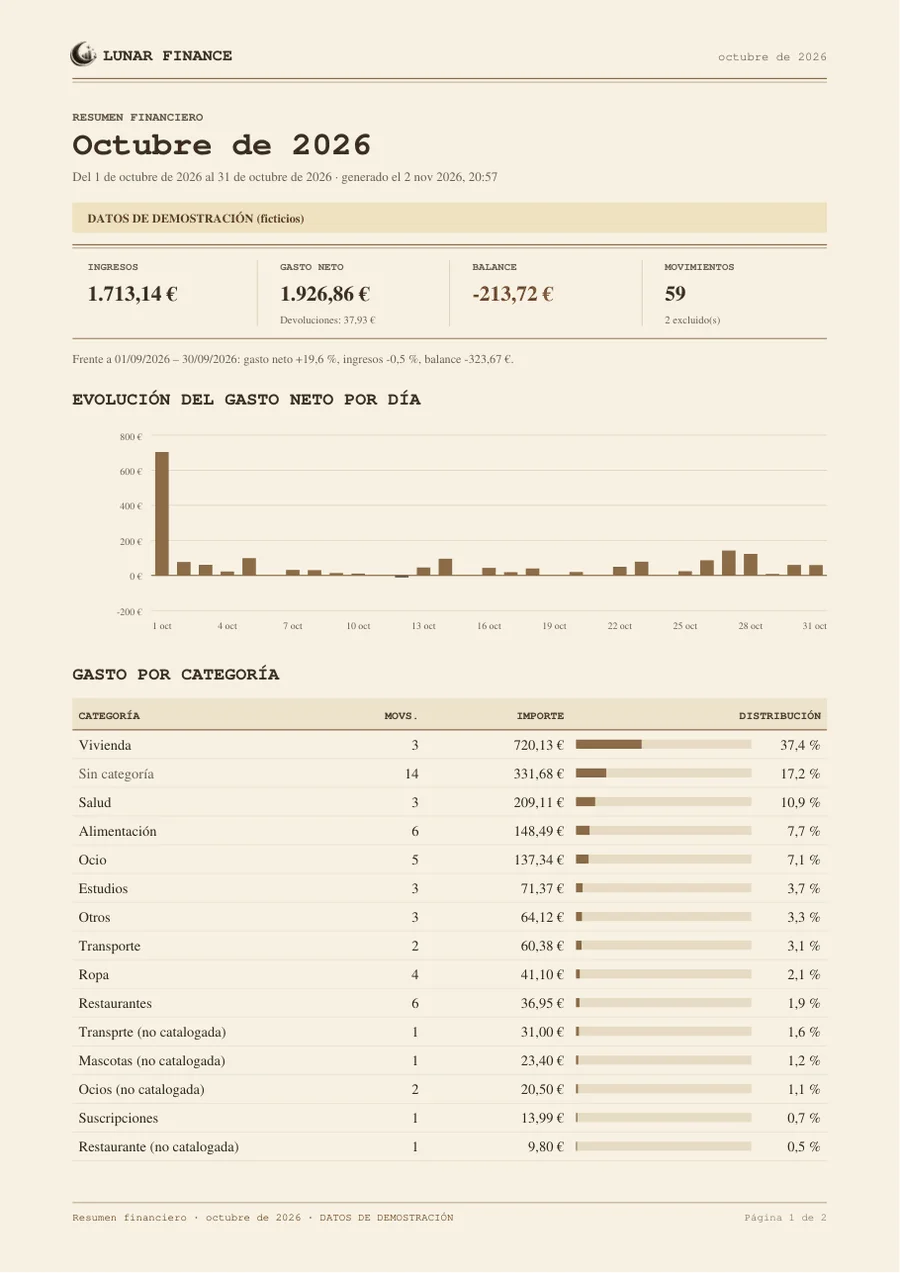 LUNAR FINANCE
octubre de 2026
RESUMEN FINANCIERO
Octubre de 2026
Del 1 de octubre de 2026 al 31 de octubre de 2026 · generado el 2 nov 2026, 20:57
DATOS DE DEMOSTRACIÓN (ficticios)
INGRESOS
1.713,14 €
GASTO NETO
1.926,86 €
Devoluciones: 37,93 €
BALANCE
-213,72 €
MOVIMIENTOS
59
2 excluido(s)
Frente a 01/09/2026 – 30/09/2026: gasto neto +19,6 %, ingresos -0,5 %, balance -323,67 €.
EVOLUCIÓN DEL GASTO NETO POR DÍA
800 €
600 €
400 €
200 €
0 €
-200 €
1 oct 4 oct 7 oct 10 oct 13 oct 16 oct 19 oct 22 oct 25 oct 28 oct 31 oct
GASTO POR CATEGORÍA
CATEGORÍA MOVS. IMPORTE DISTRIBUCIÓN
Vivienda 3 720,13 € 37,4 %
Sin categoría 14 331,68 € 17,2 %
Salud 3 209,11 € 10,9 %
Alimentación 6 148,49 € 7,7 %
Ocio 5 137,34 € 7,1 %
Estudios 3 71,37 € 3,7 %
Otros 3 64,12 € 3,3 %
Transporte 2 60,38 € 3,1 %
Ropa 4 41,10 € 2,1 %
Restaurantes 6 36,95 € 1,9 %
Transprte (no catalogada) 1 31,00 € 1,6 %
Mascotas (no catalogada) 1 23,40 € 1,2 %
Ocios (no catalogada) 2 20,50 € 1,1 %
Suscripciones 1 13,99 € 0,7 %
Restaurante (no catalogada) 1 9,80 € 0,5 %
Resumen financiero · octubre de 2026 · DATOS DE DEMOSTRACIÓN
Página 1 de 2